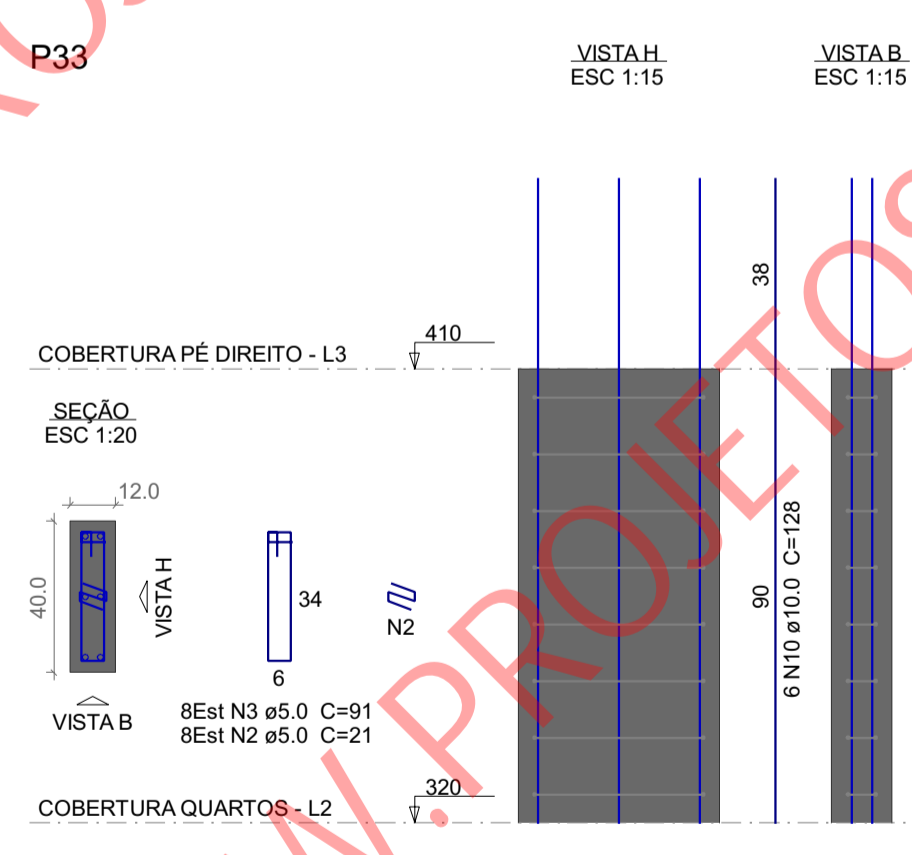 P33
VISTA H
ESC 1:15
VISTA B
ESC 1:15
38
410
COBERTURA PÉ DIREITO - L3
SEÇÃO
ESC 1:20
12.0
40.0
VISTA H
34
N2
6
VISTA B
8Est N3 ø5.0 C=91
8Est N2 ø5.0 C=21
90
6 N10 ø10.0 C=128
320
COBERTURA QUARTOS - L2
W.PROJETOS